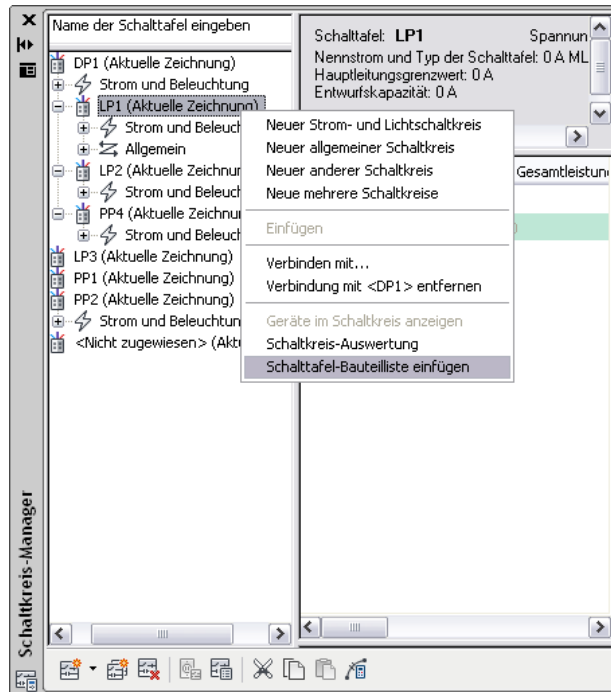 Name der Schalttafel eingeben
DP1 (Aktuelle Zeichnung)
Strom und Beleuchtung
LP1 (Aktuelle Zeichnung)
Strom und Beleuch
Allgemein
LP2 (Aktuelle Zeichnun
Strom und Beleuch
PP4 (Aktuelle Zeichnu
Strom und Beleuch
LP3 (Aktuelle Zeichnung)
PP1 (Aktuelle Zeichnung)
PP2 (Aktuelle Zeichnung)
Strom und Beleuchtun
<Nicht zugewiesen> (Akt
Schalttafel: LP1 Spannun
Nennstrom und Typ der Schalttafel: 0 A ML
Hauptleitungsgrenzwert: 0 A
Entwurfskapazität: 0 A
Gesamtleistun
Neuer Strom- und Lichtschaltkreis
Neuer allgemeiner Schaltkreis
Neuer anderer Schaltkreis
Neue mehrere Schaltkreise
Einfügen
Verbinden mit...
Verbindung mit <DP1> entfernen
Geräte im Schaltkreis anzeigen
Schaltkreis-Auswertung
Schalttafel-Bauteilliste einfügen
Schaltkreis-Manager